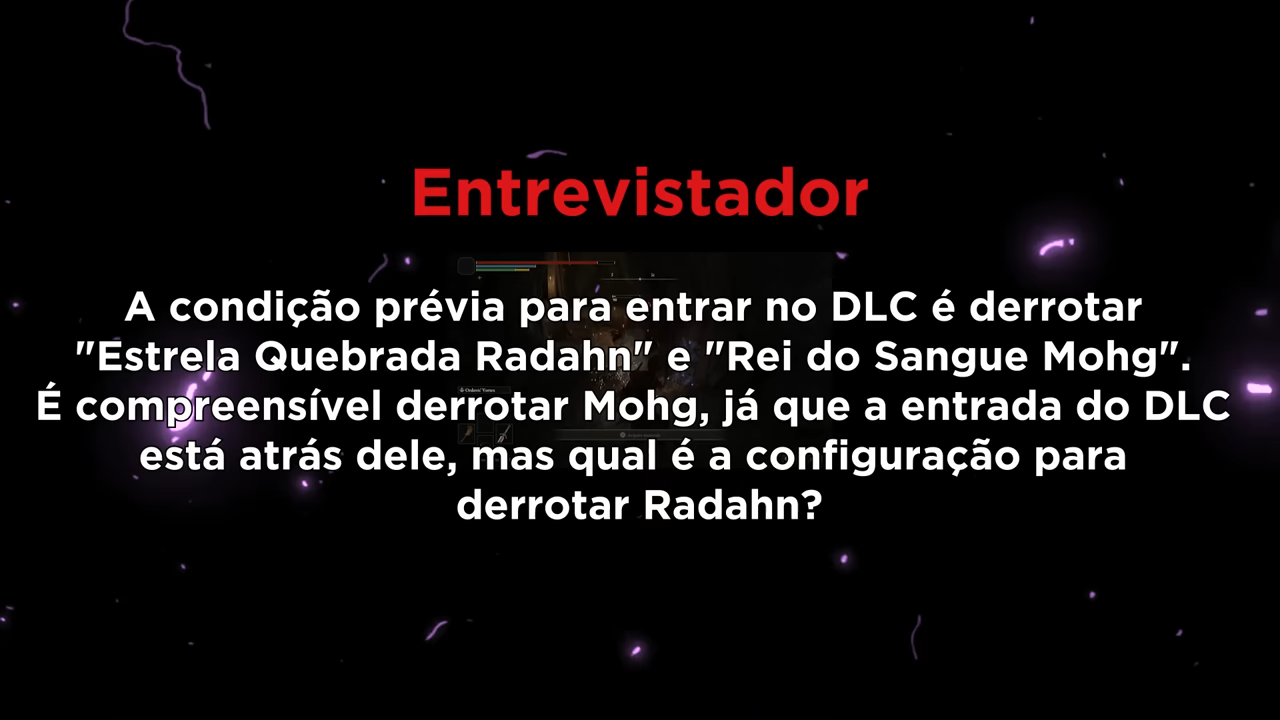 Entrevistador
A condição prévia para entrar no DLC é derrotar
"Estrela Quebrada Radahn" e "Rei do Sangue Mohg".
É compreensível derrotar Mohg, já que a entrada do DLC
está atrás dele, mas qual é a configuração para
derrotar Radahn?